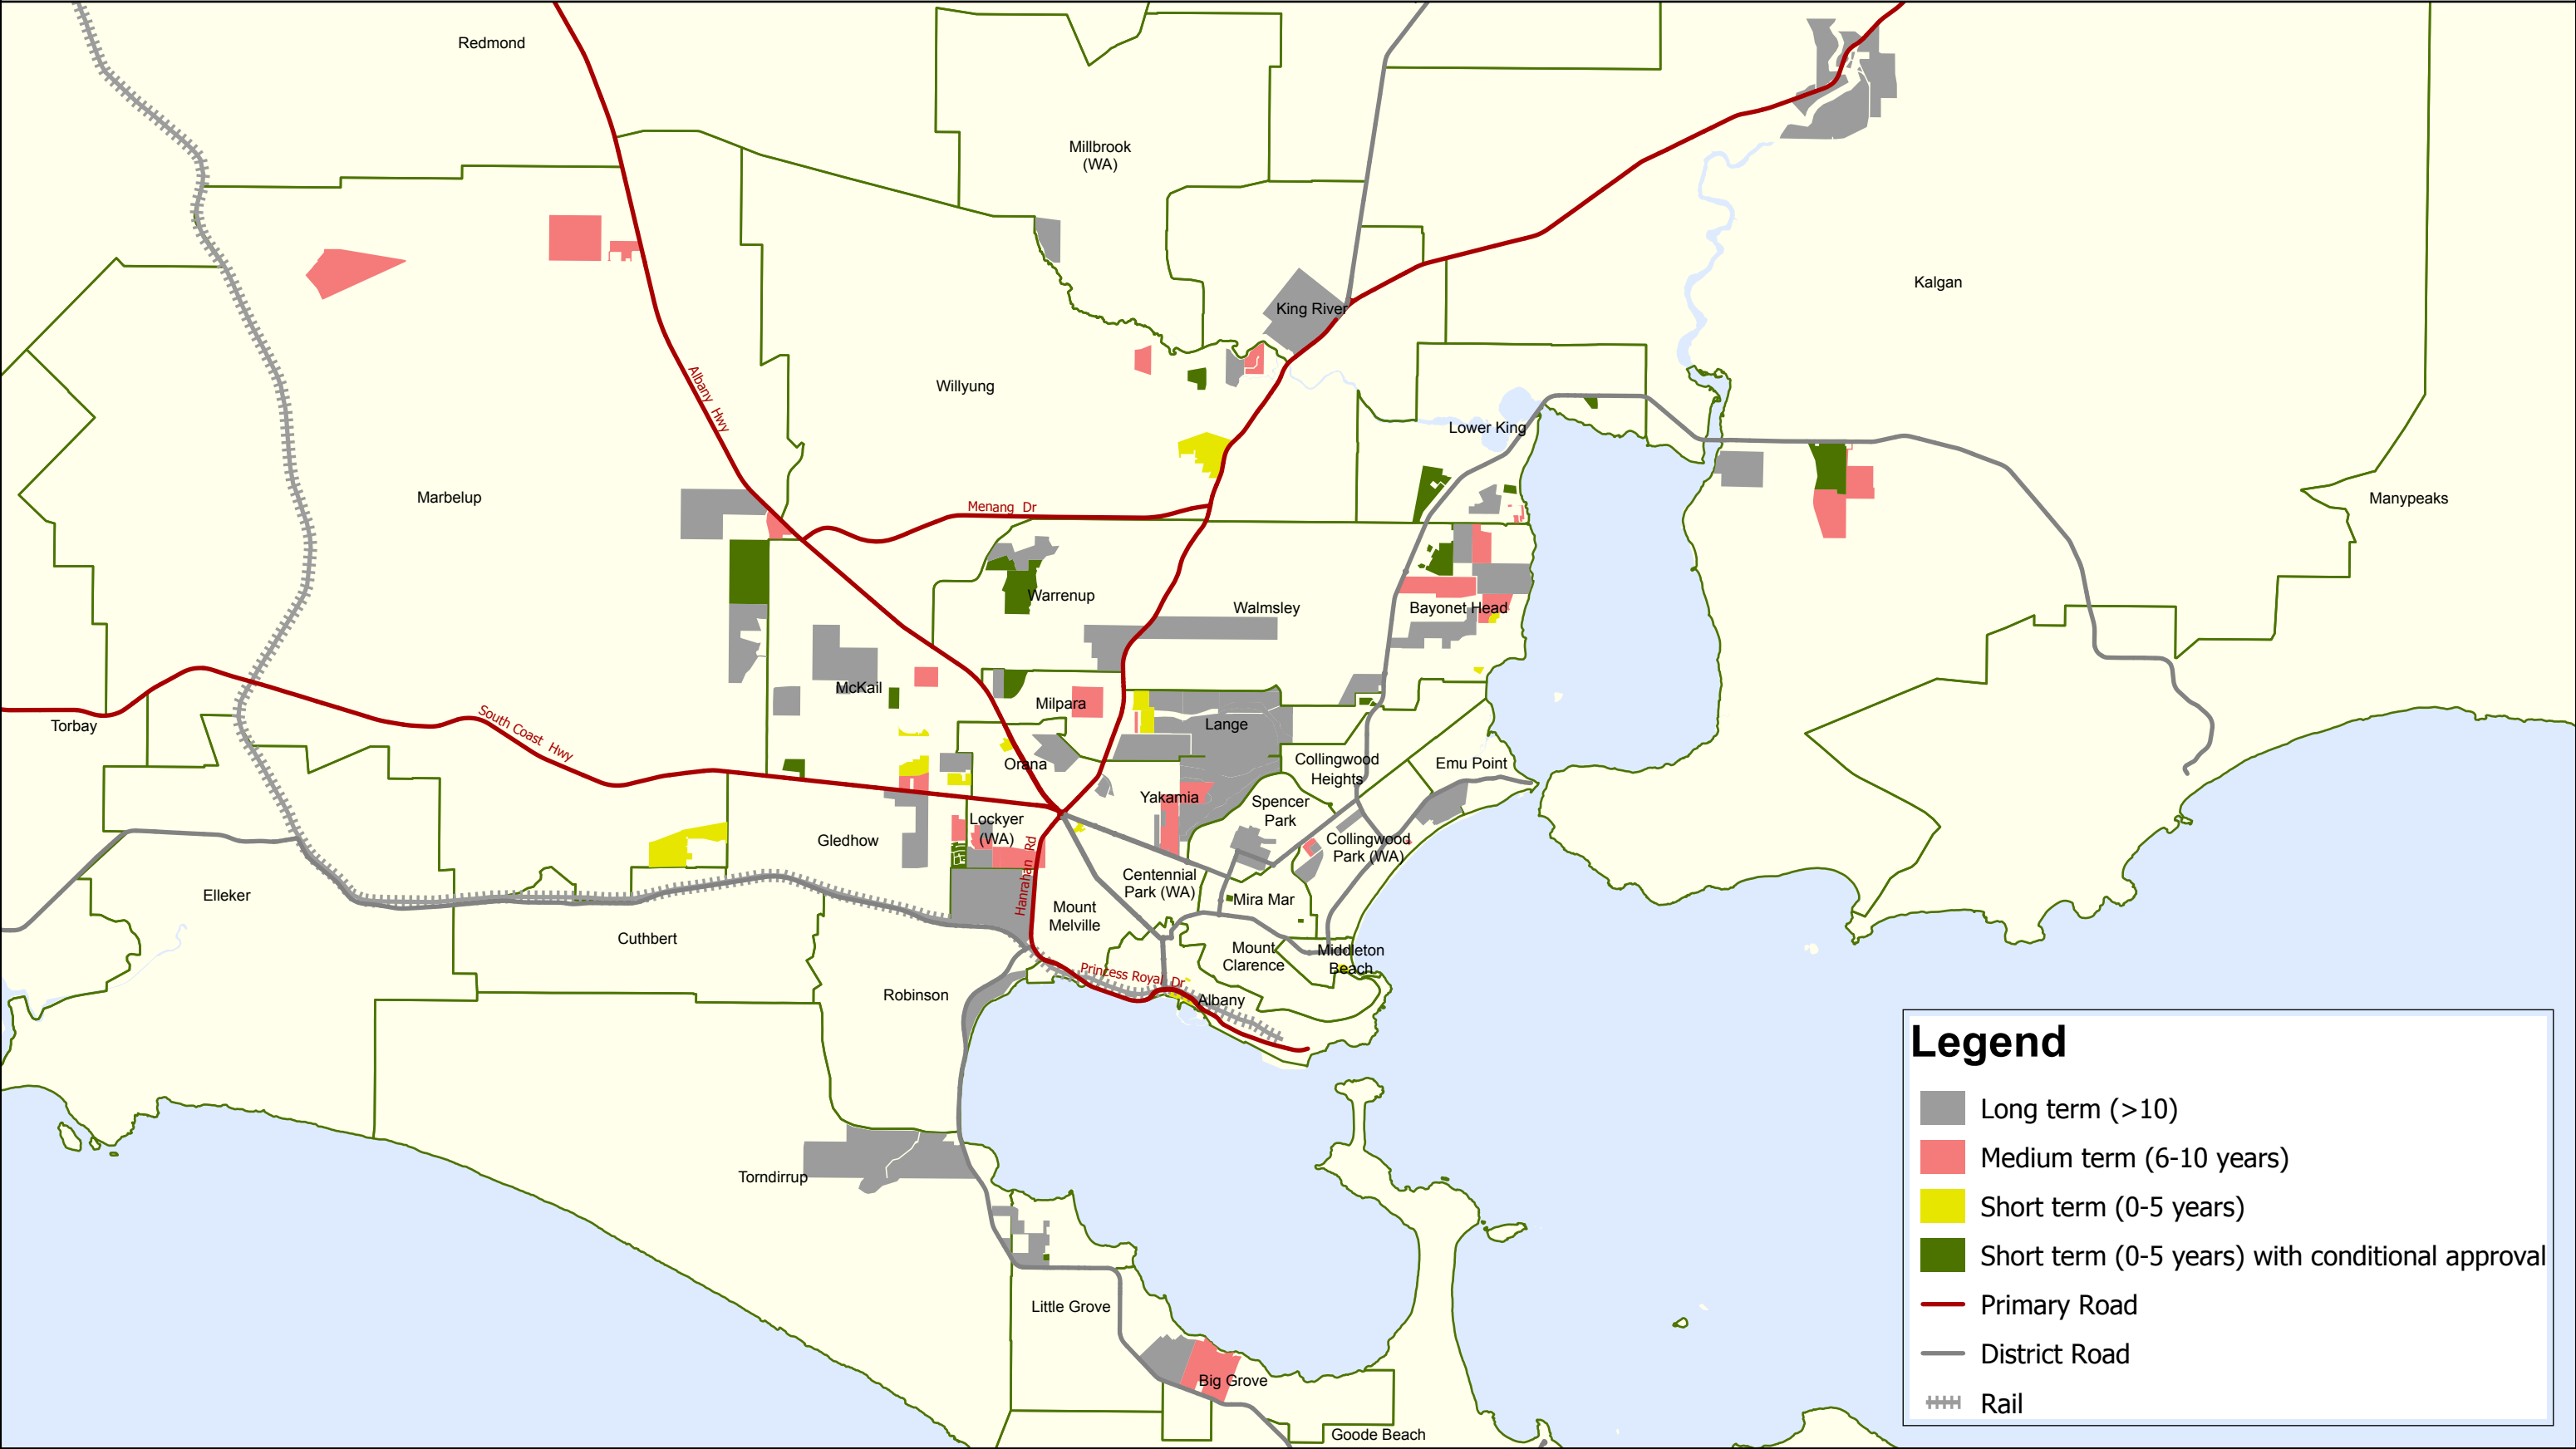 Redmond
Millbrook
(WA)
Kalgan
King River
Albany Hwy
Willyung
Lower King
Marbelup
Manypeaks
Menang Dr
Warrenup
Walmsley
Bayonet Head
McKail
Milpara
Torbay
South Coast Hwy
Lange
Orana
Collingwood
Heights
Emu Point
Yakamia
Spencer
Park
Lockyer
(WA)
Gledhow
Collingwood
Park (WA)
Hanrahan Rd
Elleker
Centennial
Park (WA)
Mira Mar
Mount
Melville
Cuthbert
Mount
Clarence
Middleton
Beach
Princess Royal Dr
Robinson
Albany
Torndirrup
Little Grove
Big Grove
Goode Beach
Legend
Long term (>10)
Medium term (6-10 years)
Short term (0-5 years)
Short term (0-5 years) with conditional approval
Primary Road
District Road
Rail